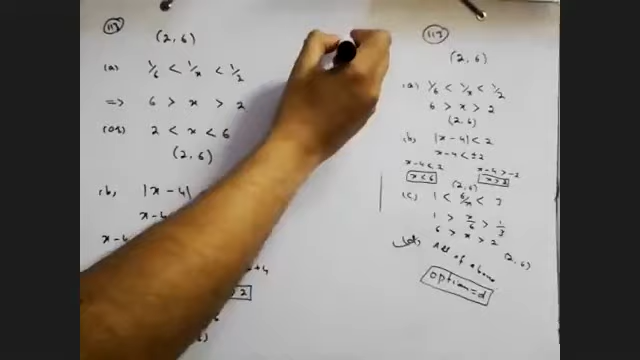 117
(2, 6)
(a) 1/6 < 1/x < 1/2
=> 6 > x > 2
(or) 2 < x < 6
(2, 6)
(b) |x - 4|
x - 4
x - 4
+ 4
> 2
117
(2, 6)
(a) 1/6 < 1/x < 1/2
6 > x > 2
(2, 6)
(b) |x - 4| < 2
x - 4 < ±2
x - 4 < 2 x - 4 > -2
x < 6 x > 2
(2, 6)
(c) 1 < 6/x < 3
1 > x/6 > 1/3
6 > x > 2 (2, 6)
(d) All of above
option = d